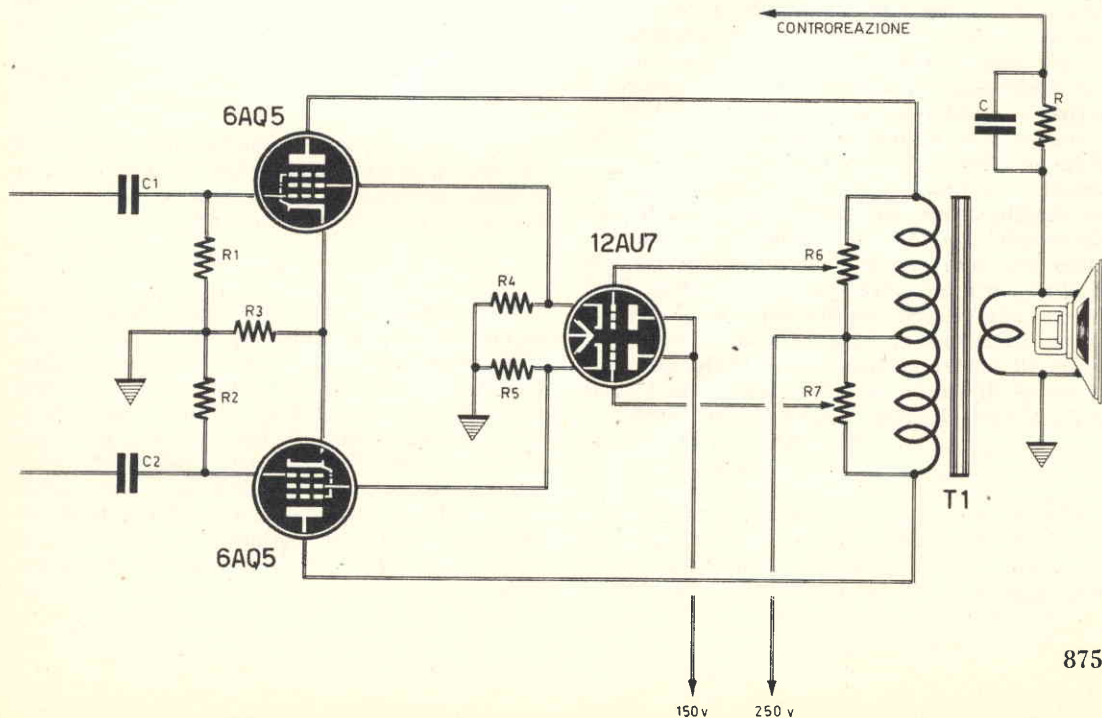 CONTROREAZIONE
6AQ5
C
R
C1
12AU7
R1
R6
R4
R3
R5
R2
R7
C2
T1
6AQ5
875
150 v
250 v